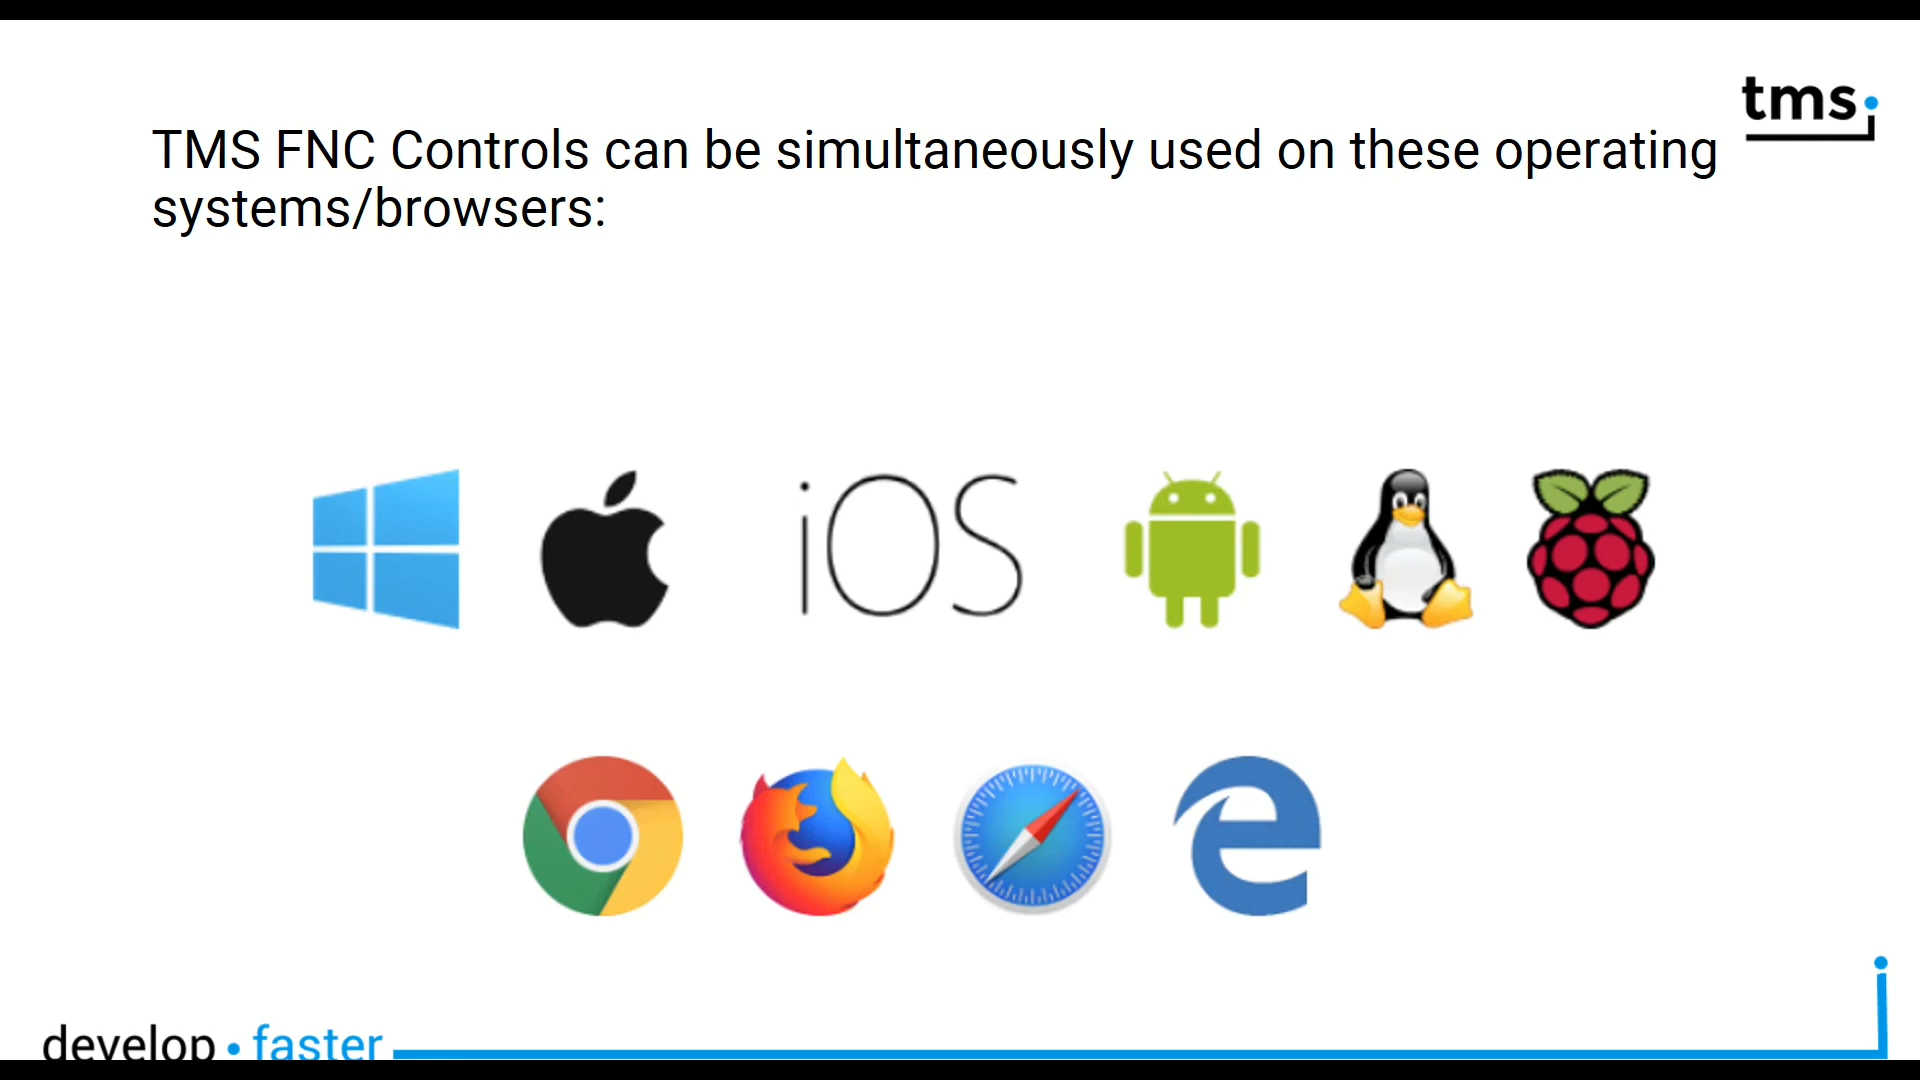 tms
TMS FNC Controls can be simultaneously used on these operating
systems/browsers:
iOS
develop • faster